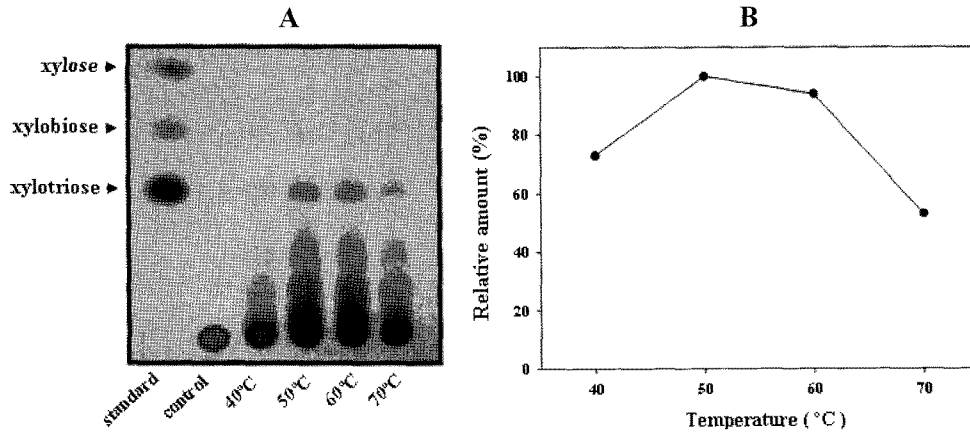 A
xylose
xylobiose
xylotriose
standard
control
40°C
50°C
60°C
70°C
B
Relative amount (%)
100
80
60
40
20
0
40
50
60
70
Temperature (°C)